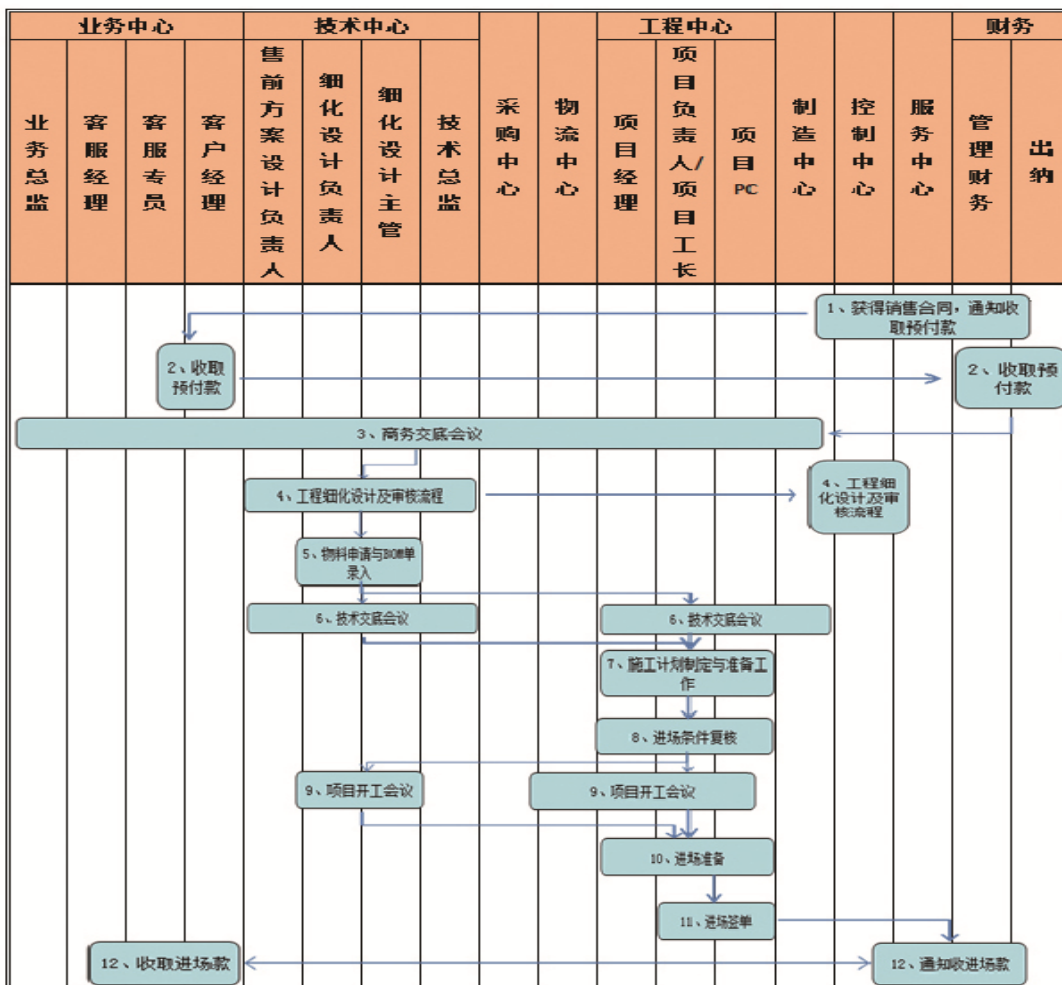 业务中心
技术中心
工程中心
财务
业务总监
客服经理
客服专员
客户经理
售前方案设计负责人
细化设计负责人
细化设计主管
技术总监
采购中心
物流中心
项目经理
项目负责人/项目工长
项目PC
制造中心
控制中心
服务中心
管理财务
出纳
1、获得销售合同，通知收
取预付款
2、收取
预付款
2、收取预
付款
3、商务交底会议
4、工程细化设计及审核流程
4、工程细
化设计及审
核流程
5、物料申请与BOM单
录入
6、技术交底会议
6、技术交底会议
7、施工计划制定与准备工
作
8、进场条件复核
9、项目开工会议
9、项目开工会议
10、进场准备
11、进场签单
12、收取进场款
12、通知收进场款